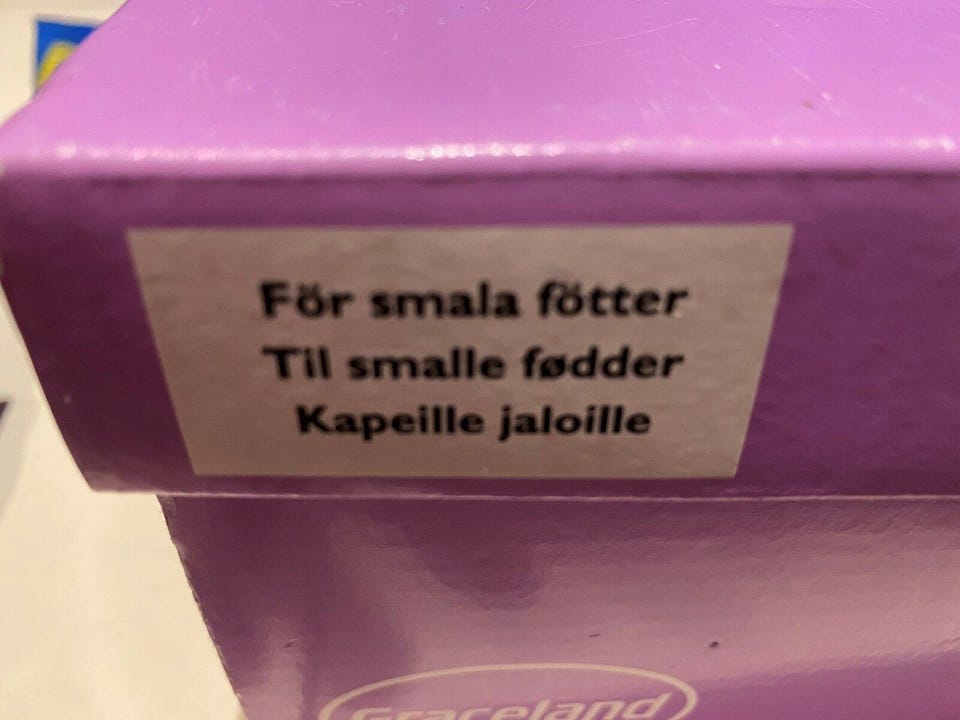 För smala fötter
Til smalle fødder
Kapeille jaloille
Graceland